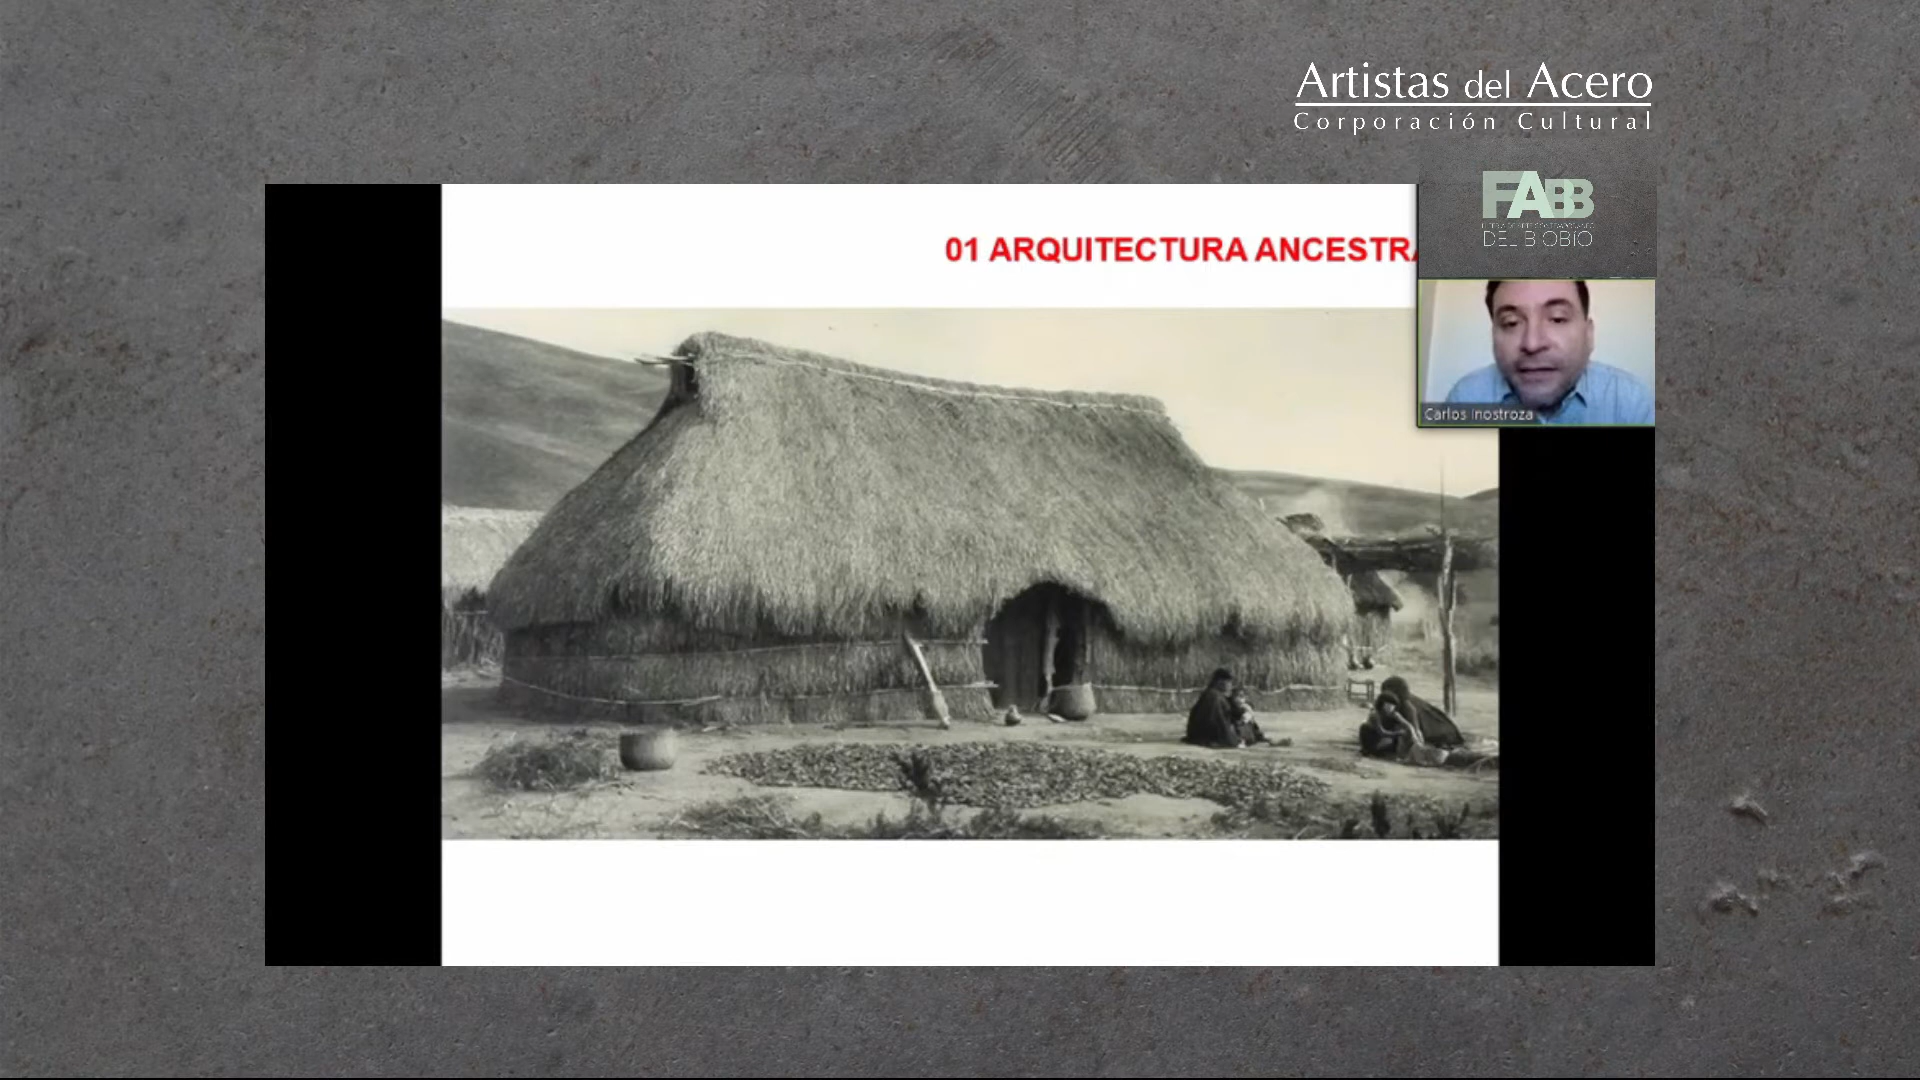 Artistas del Acero
Corporación Cultural
FABB
DEL BIOBIO
01 ARQUITECTURA ANCESTRA
Carlos Inostroza